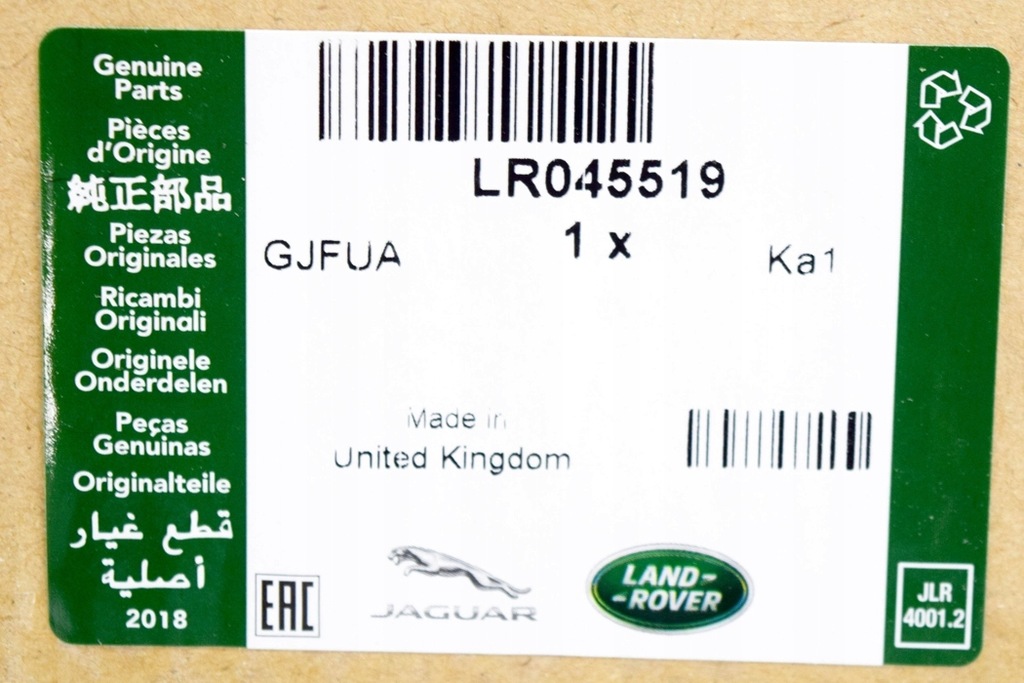 Genuine
Parts
Pièces
d'Origine
純正部品
Piezas
Originales
Ricambi
Originali
Originele
Onderdelen
Peças
Genuinas
Originalteile
قطع غيار
أصلية
2018
LR045519
1 x
GJFUA
Ka1
Made in
United Kingdom
EAC
JAGUAR
LAND-
-ROVER
JLR
4001.2